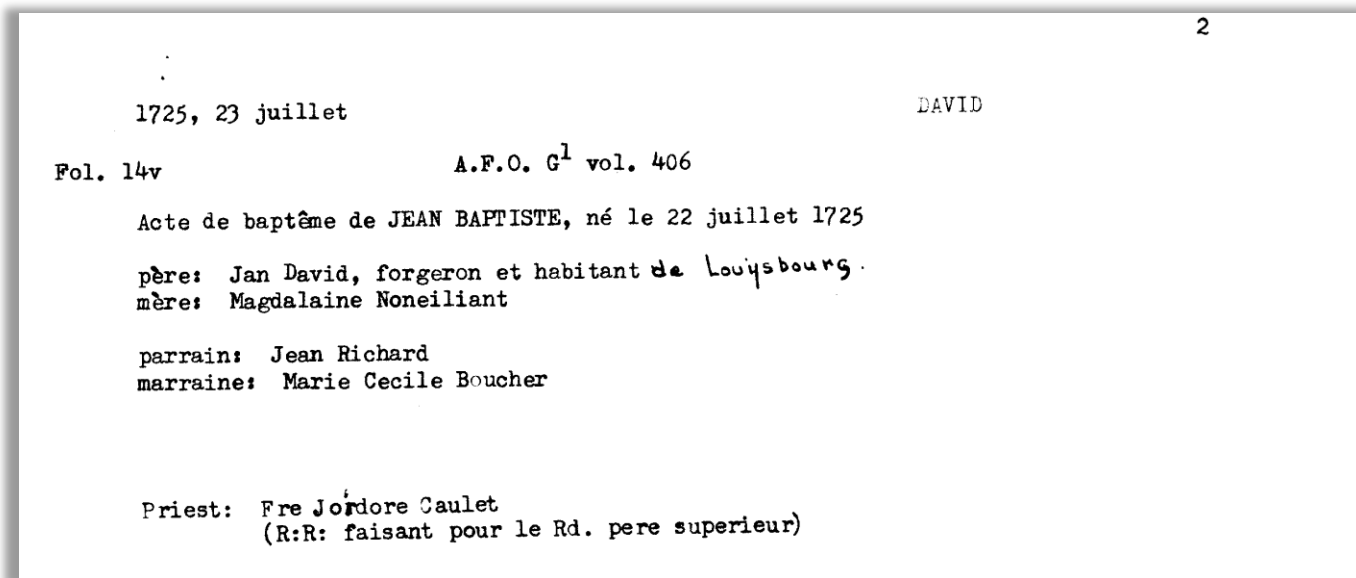 2
1725, 23 juillet DAVID
Fol. 14v A.F.O. G1 vol. 406
Acte de baptême de JEAN BAPTISTE, né le 22 juillet 1725
père: Jan David, forgeron et habitant de Louysbourg.
mère: Magdalaine Noneiliant
parrain: Jean Richard
marraine: Marie Cecile Boucher
Priest: Fre Caulet
(R:R: faisant pour le Rd. pere superieur)